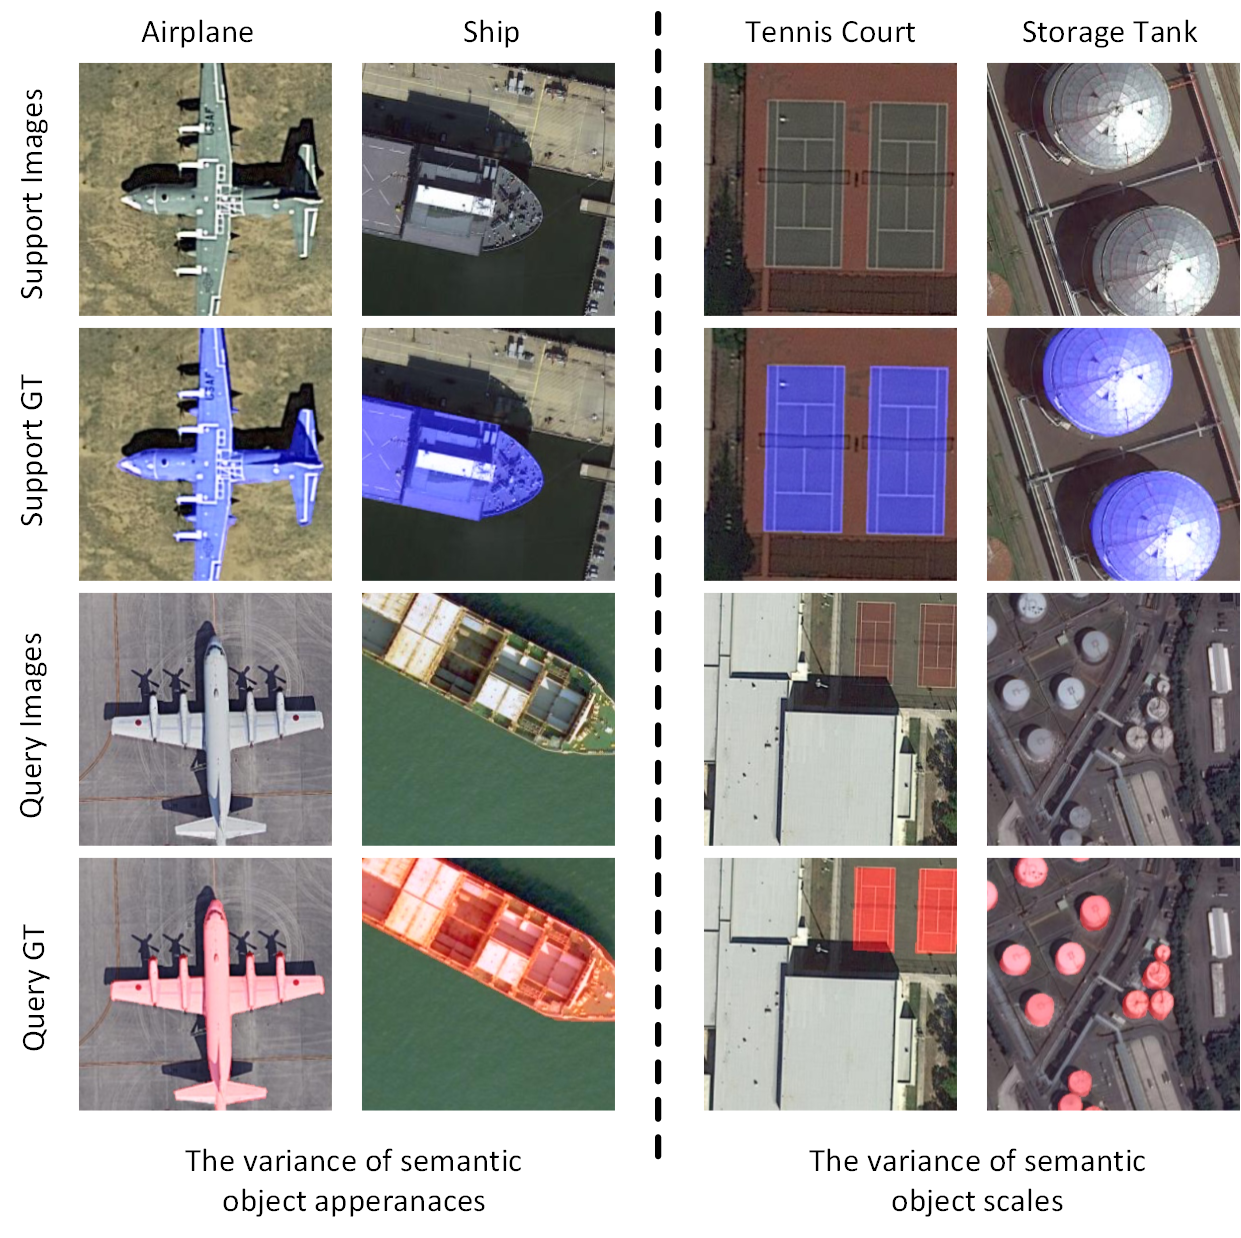 Airplane
Ship
Tennis Court
Storage Tank
Support Images
Support GT
Query Images
Query GT
The variance of semantic
object apperanaces
The variance of semantic
object scales